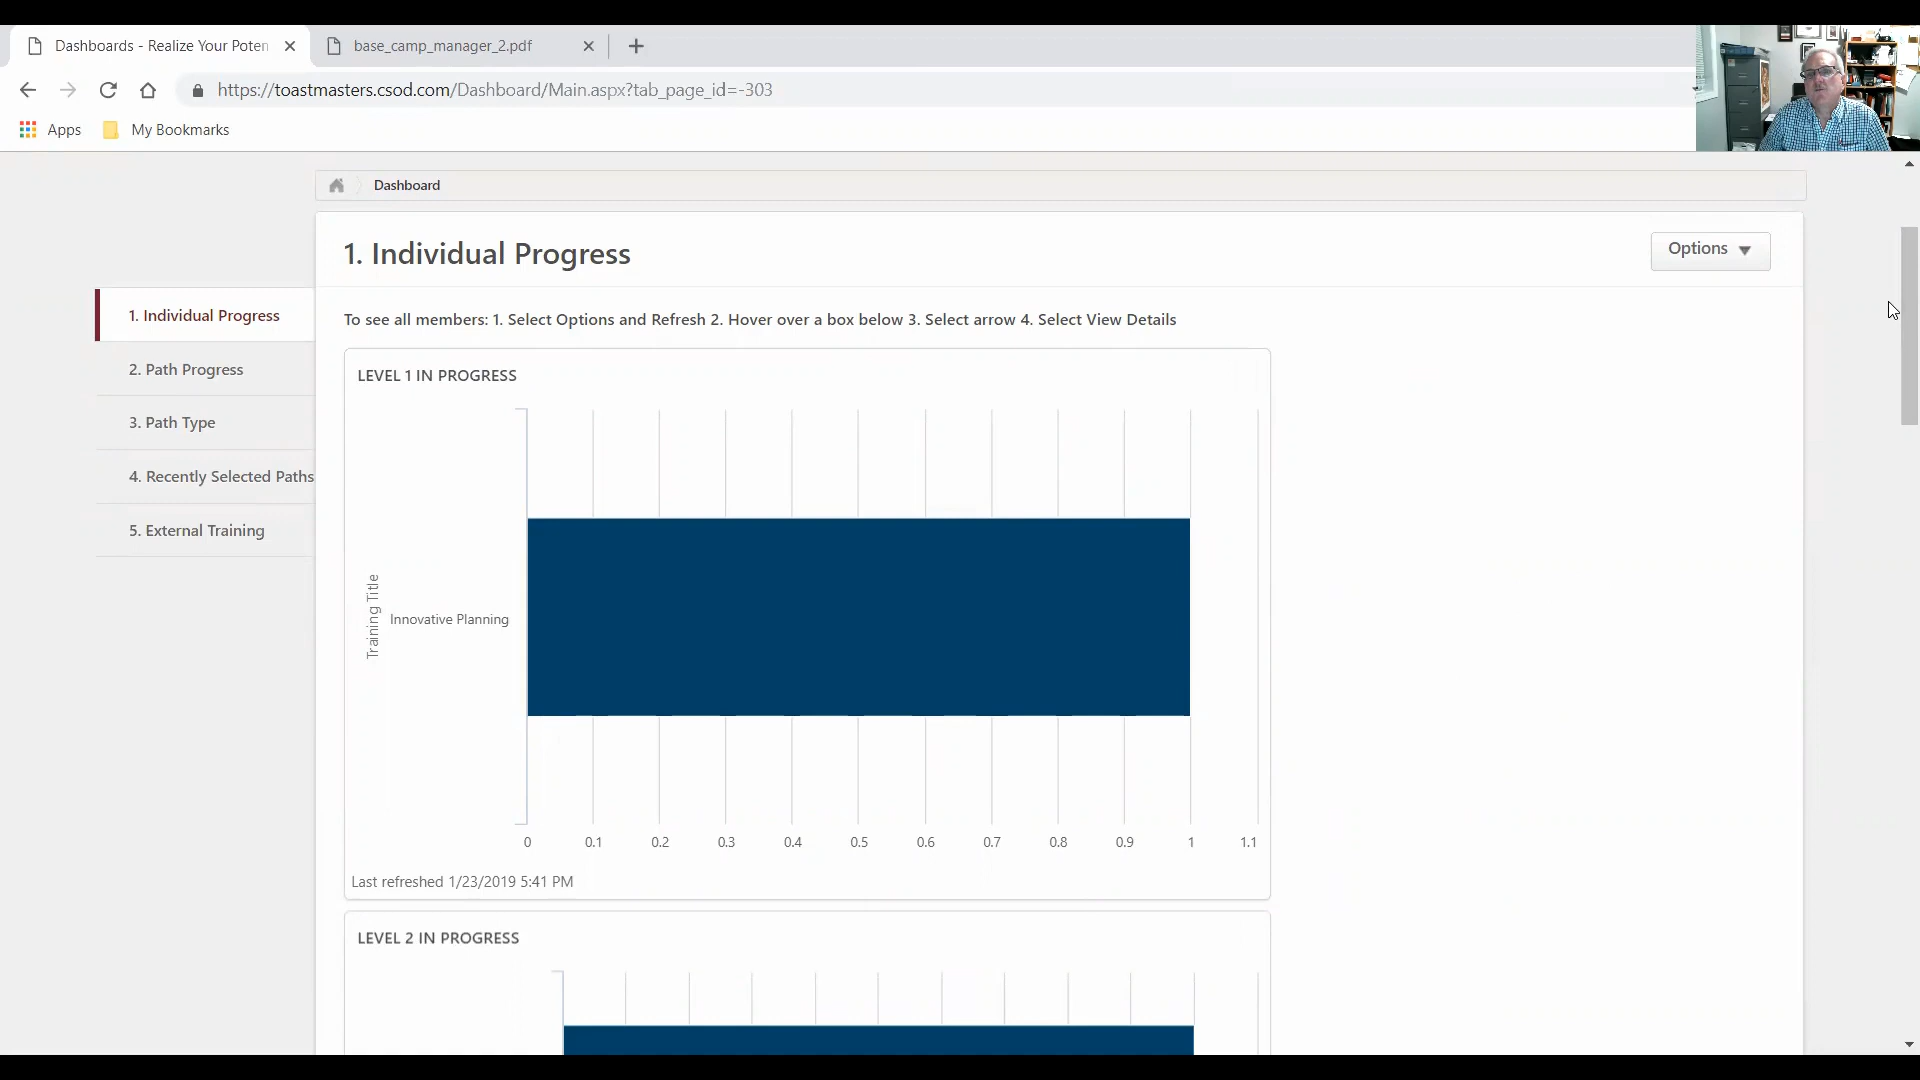 Dashboards - Realize Your Poten
base_camp_manager_2.pdf
https://toastmasters.csod.com/Dashboard/Main.aspx?tab_page_id=-303
Apps
My Bookmarks
Dashboard
1. Individual Progress
Options
1. Individual Progress
2. Path Progress
3. Path Type
4. Recently Selected Paths
5. External Training
To see all members: 1. Select Options and Refresh 2. Hover over a box below 3. Select arrow 4. Select View Details
LEVEL 1 IN PROGRESS
Training Title
Innovative Planning
0 0.1 0.2 0.3 0.4 0.5 0.6 0.7 0.8 0.9 1 1.1
Last refreshed 1/23/2019 5:41 PM
LEVEL 2 IN PROGRESS